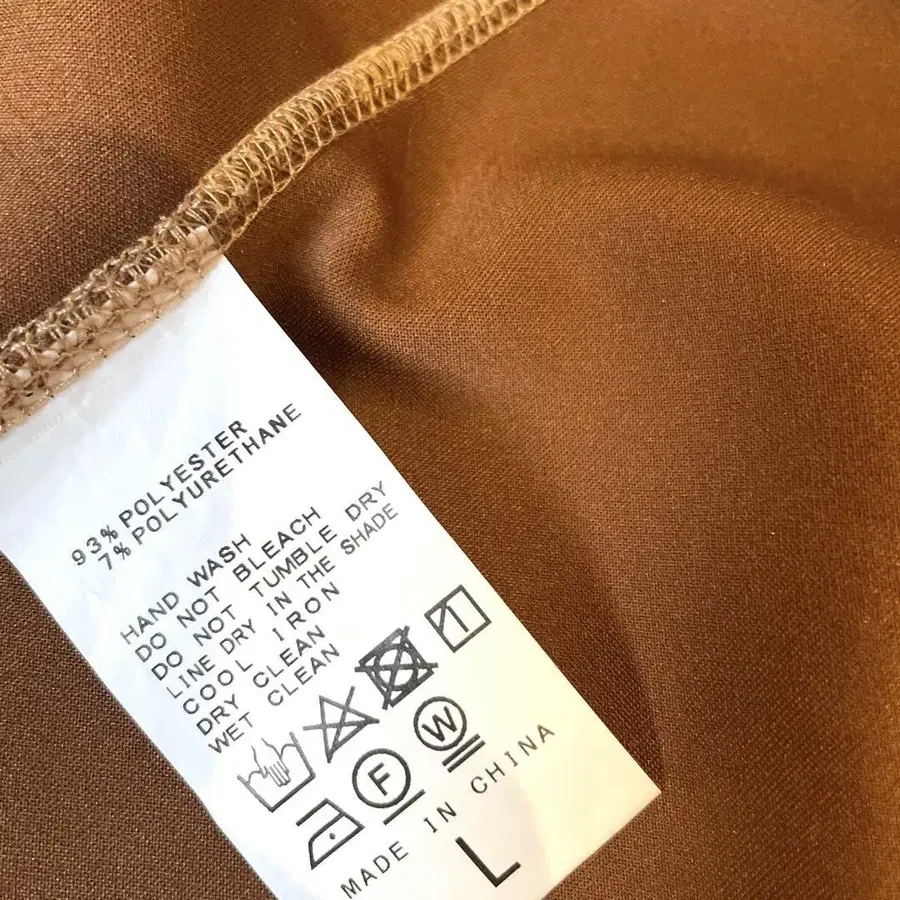 93% POLYESTER
7% POLYURETHANE
HAND WASH
DO NOT BLEACH
DO NOT TUMBLE DRY
LINE DRY IN THE SHADE
COOL IRON
DRY CLEAN
WET CLEAN
F
W
MADE IN CHINA
L